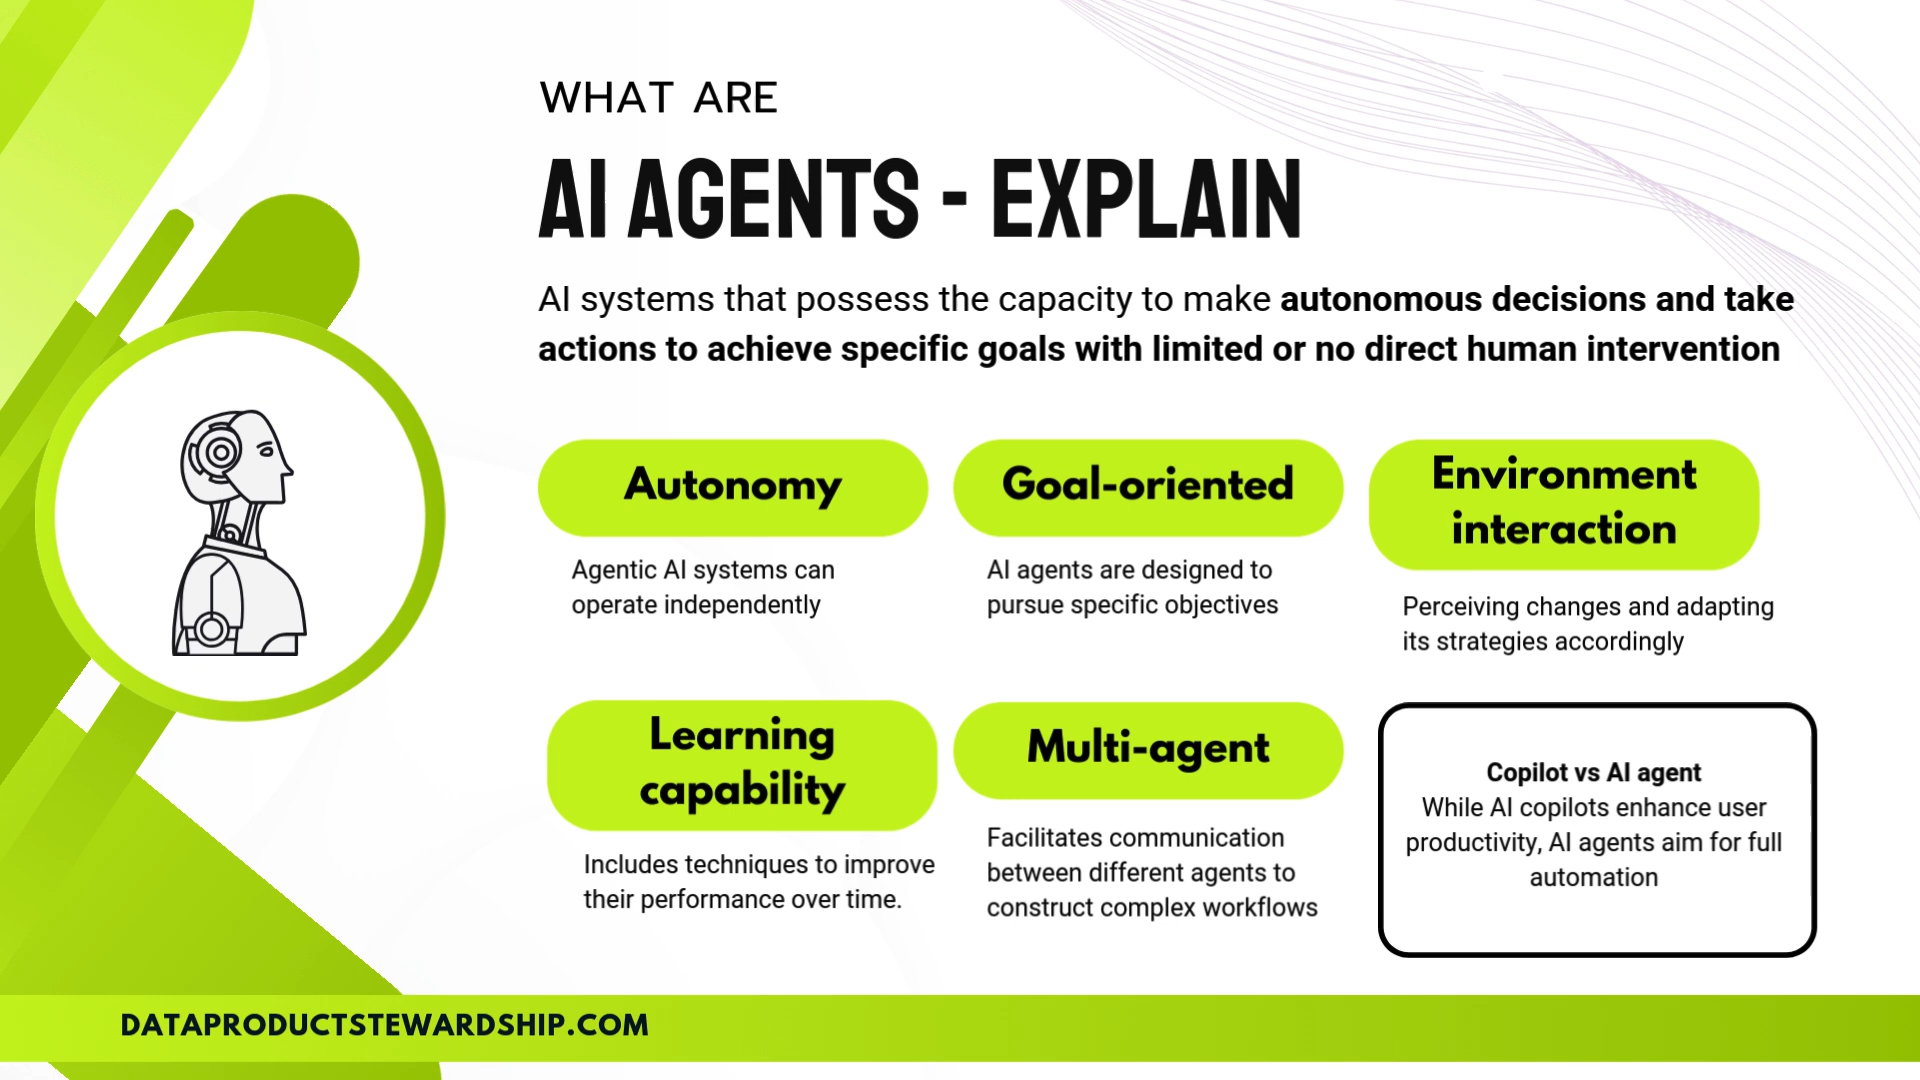 WHAT ARE
AI AGENTS - EXPLAIN
AI systems that possess the capacity to make autonomous decisions and take
actions to achieve specific goals with limited or no direct human intervention
Autonomy
Agentic AI systems can
operate independently
Goal-oriented
AI agents are designed to
pursue specific objectives
Environment
interaction
Perceiving changes and adapting
its strategies accordingly
Learning
capability
Includes techniques to improve
their performance over time.
Multi-agent
Facilitates communication
between different agents to
construct complex workflows
Copilot vs AI agent
While AI copilots enhance user
productivity, AI agents aim for full
automation
DATAPRODUCTSTEWARDSHIP.COM